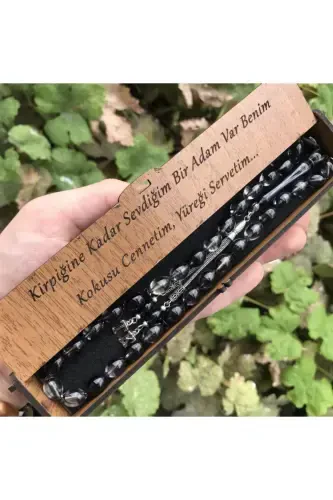 Kirpiğine Kadar Sevdiğim Bir Adam Var Benim
Kokusu Cennetim, Yüreği Servetim...